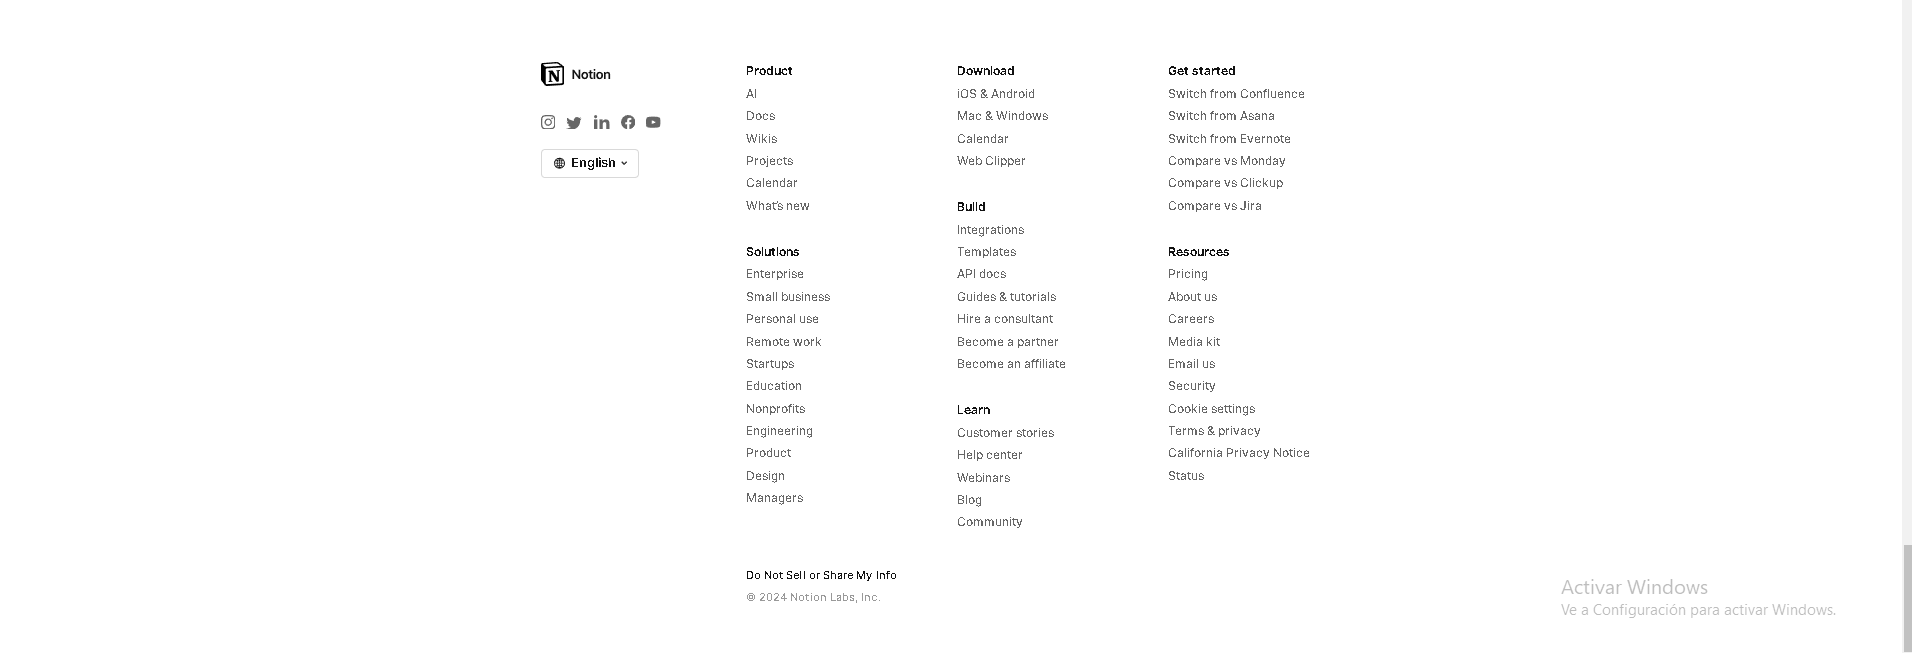 Notion
English
Product
AI
Docs
Wikis
Projects
Calendar
What's new
Solutions
Enterprise
Small business
Personal use
Remote work
Startups
Education
Nonprofits
Engineering
Product
Design
Managers
Download
iOS & Android
Mac & Windows
Calendar
Web Clipper
Build
Integrations
Templates
API docs
Guides & tutorials
Hire a consultant
Become a partner
Become an affiliate
Learn
Customer stories
Help center
Webinars
Blog
Community
Get started
Switch from Confluence
Switch from Asana
Switch from Evernote
Compare vs Monday
Compare vs Clickup
Compare vs Jira
Resources
Pricing
About us
Careers
Media kit
Email us
Security
Cookie settings
Terms & privacy
California Privacy Notice
Status
Do Not Sell or Share My Info
© 2024 Notion Labs, Inc.
Activar Windows
Ve a Configuración para activar Windows.